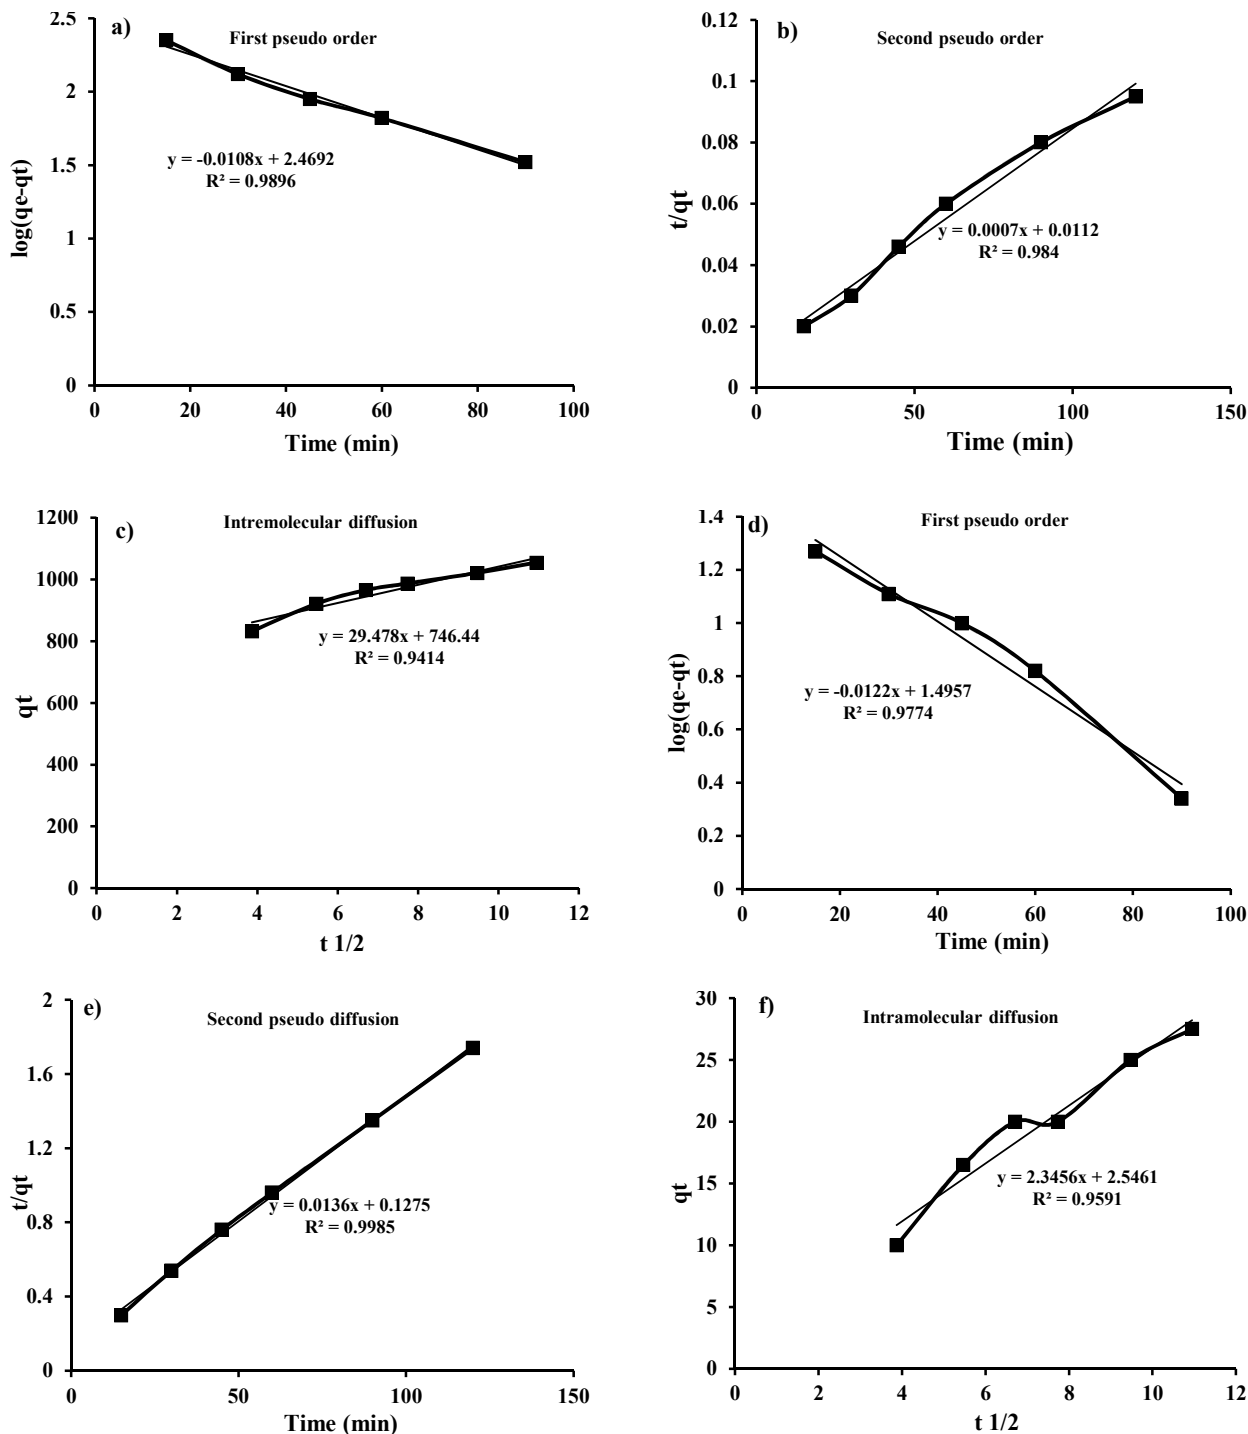 a)
First pseudo order
2.5
2
1.5
1
0.5
0
log(qe-qt)
y = -0.0108x + 2.4692
R² = 0.9896
0 20 40 60 80 100
Time (min)
b)
Second pseudo order
0.12
0.1
0.08
0.06
0.04
0.02
0
t/qt
y = 0.0007x + 0.0112
R² = 0.984
0 50 100 150
Time (min)
c)
Intremolecular diffusion
1200
1000
800
600
400
200
0
qt
y = 29.478x + 746.44
R² = 0.9414
0 2 4 6 8 10 12
t 1/2
d)
First pseudo order
1.4
1.2
1
0.8
0.6
0.4
0.2
0
log(qe-qt)
y = -0.0122x + 1.4957
R² = 0.9774
0 20 40 60 80 100
Time (min)
e)
Second pseudo diffusion
2
1.6
1.2
0.8
0.4
0
t/qt
y = 0.0136x + 0.1275
R² = 0.9985
0 50 100 150
Time (min)
f)
Intramolecular diffusion
30
25
20
15
10
5
0
qt
y = 2.3456x + 2.5461
R² = 0.9591
0 2 4 6 8 10 12
t 1/2